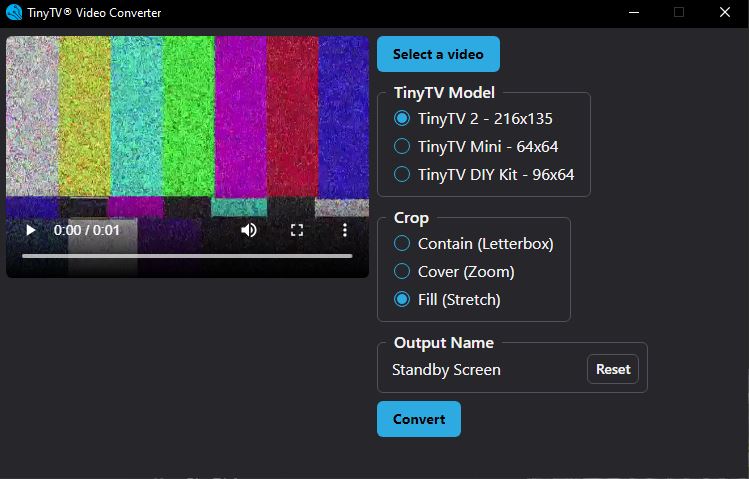 TinyTV® Video Converter
Select a video
TinyTV Model
TinyTV 2 - 216x135
TinyTV Mini - 64x64
TinyTV DIY Kit - 96x64
Crop
0:00 / 0:01
Contain (Letterbox)
Cover (Zoom)
Fill (Stretch)
Output Name
Standby Screen
Reset
Convert